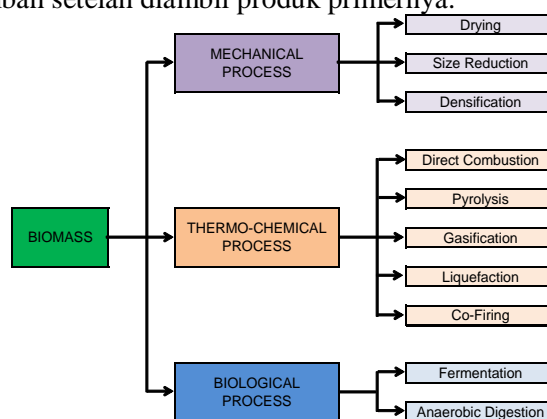 setelah diambil produk primernya.
Drying
MECHANICAL
PROCESS
Size Reduction
Densification
Direct Combustion
Pyrolysis
BIOMASS
THERMO-CHEMICAL
PROCESS
Gasification
Liquefaction
Co-Firing
Fermentation
BIOLOGICAL
PROCESS
Anaerobic Digestion